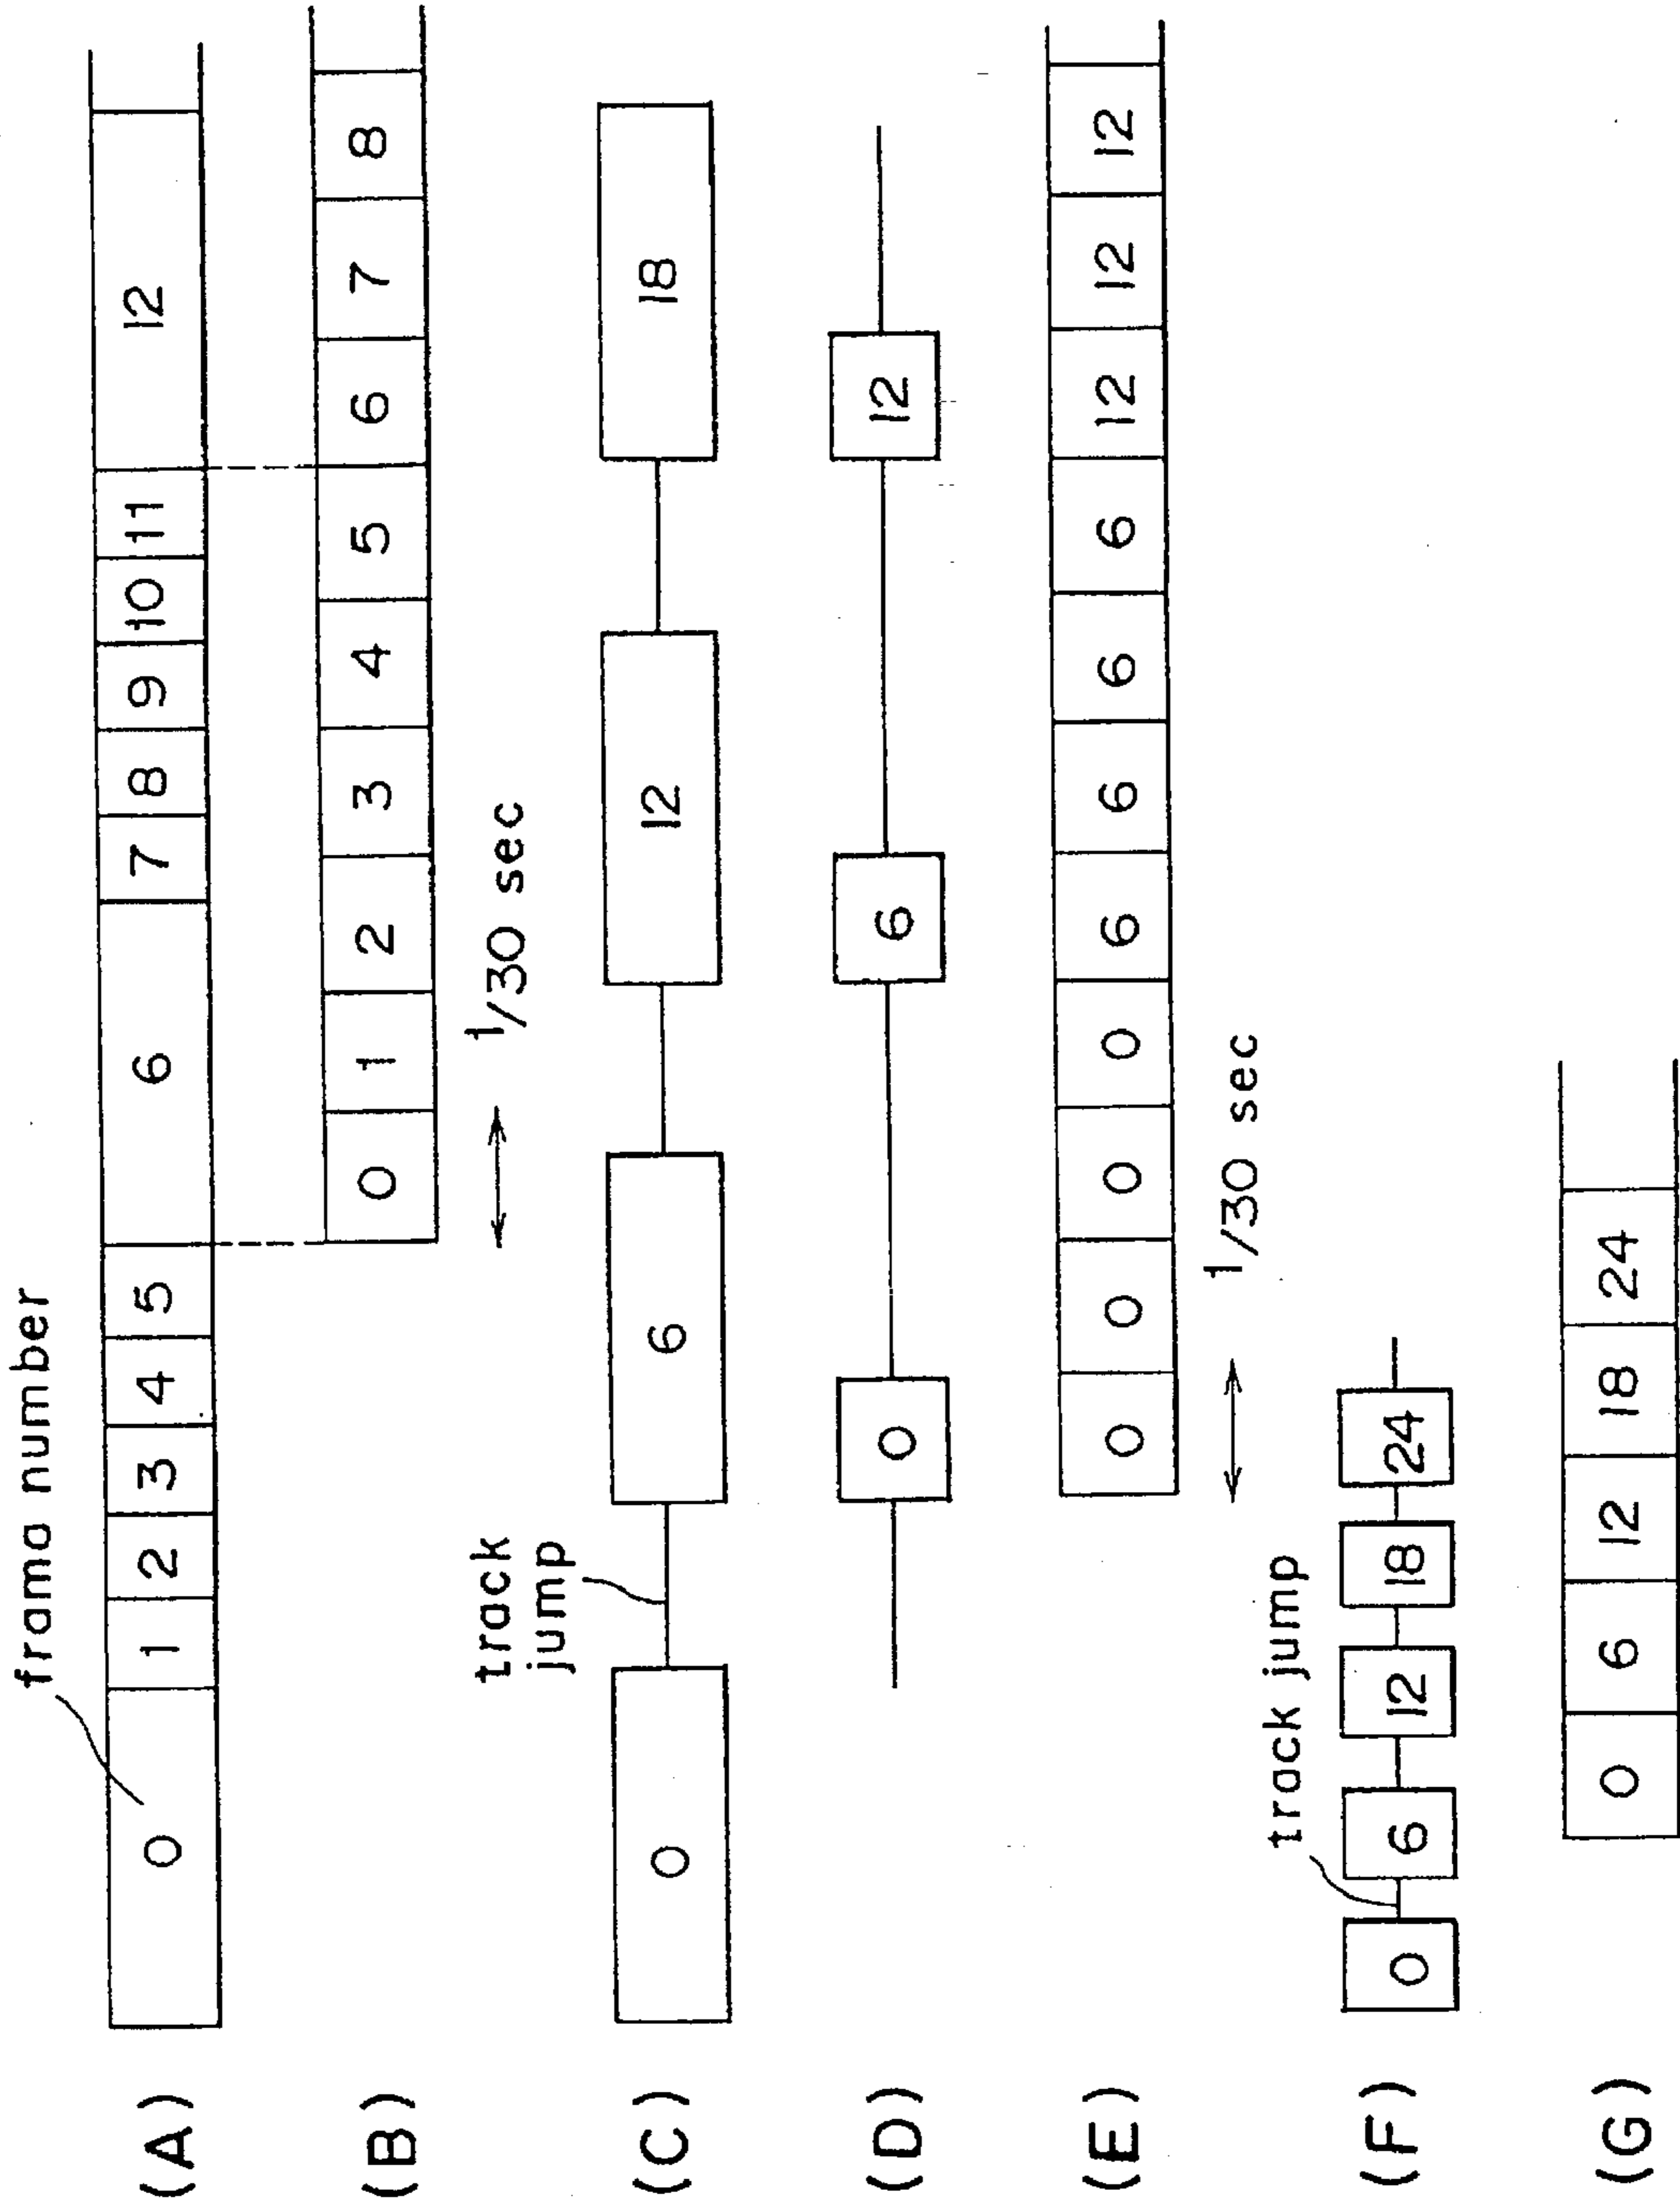 frama number
(A) 0 1 2 3 4 5 6 7 8 9 10 11 12
(B) 0 1 2 3 4 5 6 7 8
1/30 sec
(C) 0 6 12 18
track
jump
(D) 0 6 12
(E) 0 0 0 0 6 6 6 6 12 12 12
1/30 sec
track jump
(F) 0 6 12 18 24
(G) 0 6 12 18 24